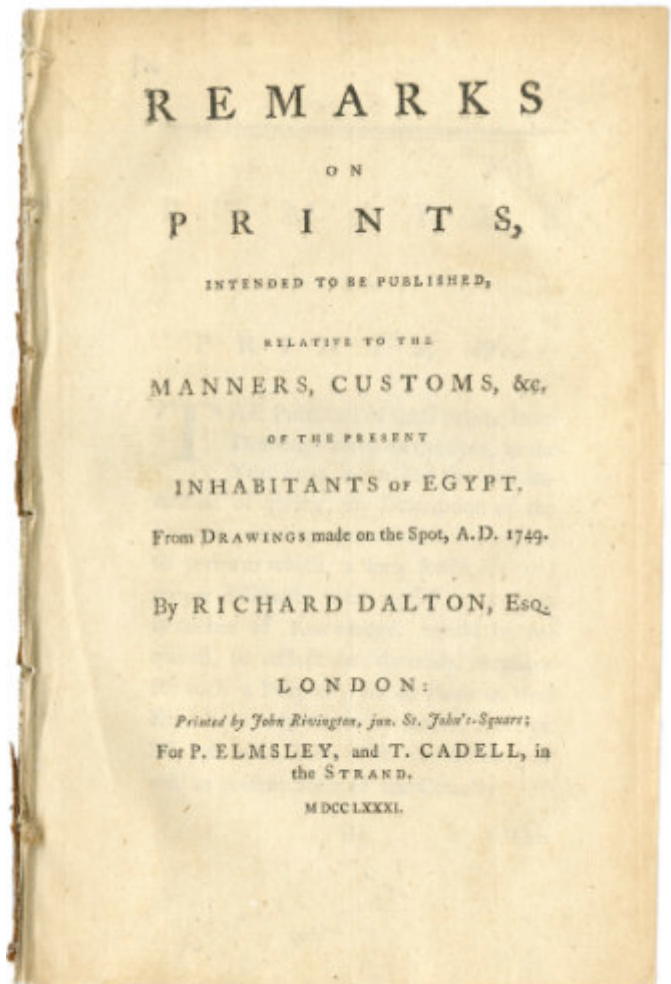 REMARKS
ON
PRINTS,
INTENDED TO BE PUBLISHED,
RELATIVE TO THE
MANNERS, CUSTOMS, &c.
OF THE PRESENT
INHABITANTS OF EGYPT.
From DRAWINGS made on the Spot, A.D. 1749.
By RICHARD DALTON, Esq.
LONDON:
Printed by John Rivington, jun. St. John's-Square;
For P. ELMSLEY, and T. CADELL, in
the STRAND.
MDCCLXXXI.